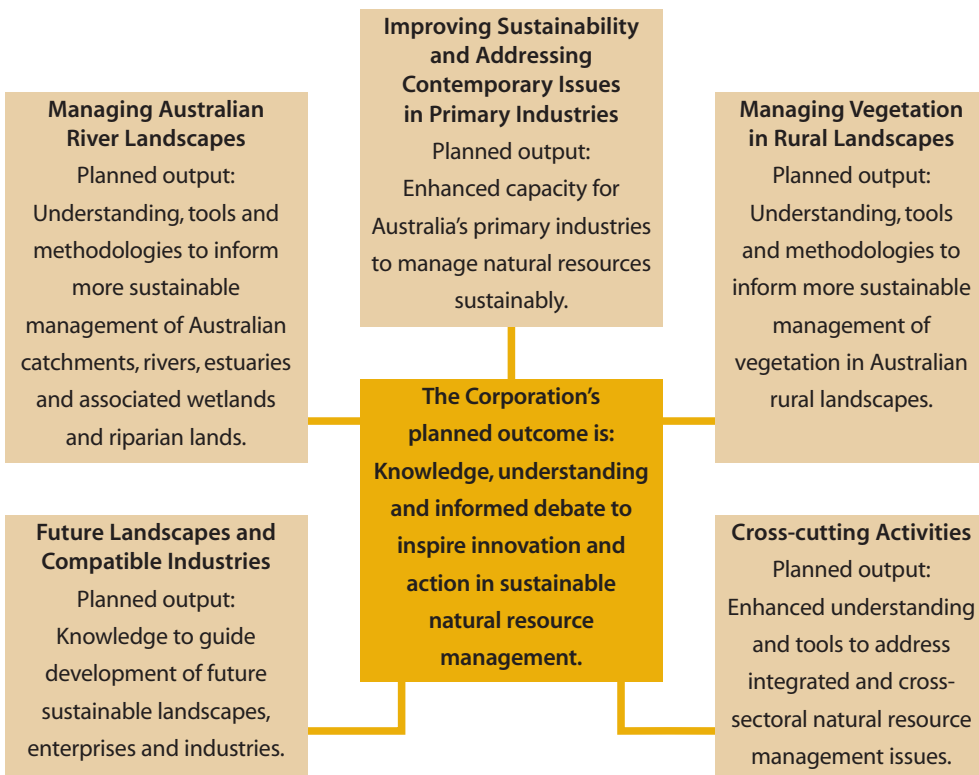 Improving Sustainability
and Addressing
Contemporary Issues
in Primary Industries
Planned output:
Enhanced capacity for
Australia’s primary industries
to manage natural resources
sustainably.
Managing Australian
River Landscapes
Planned output:
Understanding, tools and
methodologies to inform
more sustainable
management of Australian
catchments, rivers, estuaries
and associated wetlands
and riparian lands.
Managing Vegetation
in Rural Landscapes
Planned output:
Understanding, tools
and methodologies to
inform more sustainable
management of
vegetation in Australian
rural landscapes.
The Corporation’s
planned outcome is:
Knowledge, understanding
and informed debate to
inspire innovation and
action in sustainable
natural resource
management.
Future Landscapes and
Compatible Industries
Planned output:
Knowledge to guide
development of future
sustainable landscapes,
enterprises and industries.
Cross-cutting Activities
Planned output:
Enhanced understanding
and tools to address
integrated and cross-
sectoral natural resource
management issues.